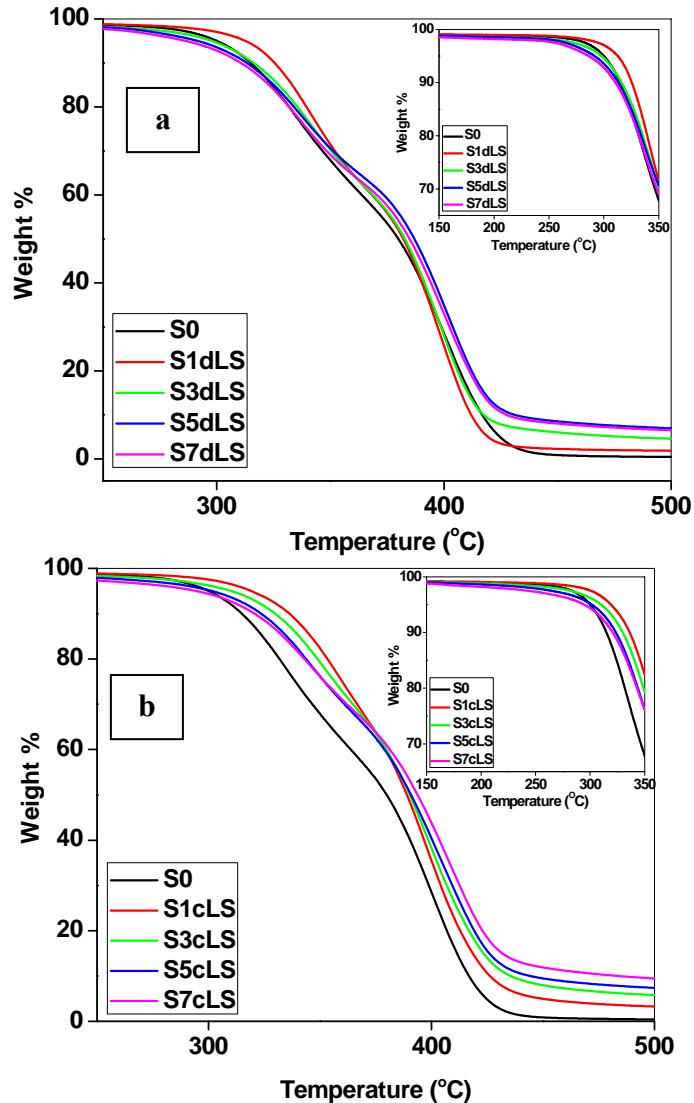 100
80
60
40
20
0
Weight %
a
S0
S1dLS
S3dLS
S5dLS
S7dLS
300
400
500
Temperature (°C)
100
90
80
70
Weight %
S0
S1dLS
S3dLS
S5dLS
S7dLS
150
200
250
300
350
Temperature (°C)
100
80
60
40
20
0
Weight %
b
S0
S1cLS
S3cLS
S5cLS
S7cLS
300
400
500
Temperature (°C)
100
90
80
70
Weight %
S0
S1cLS
S3cLS
S5cLS
S7cLS
150
200
250
300
350
Temperature (°C)